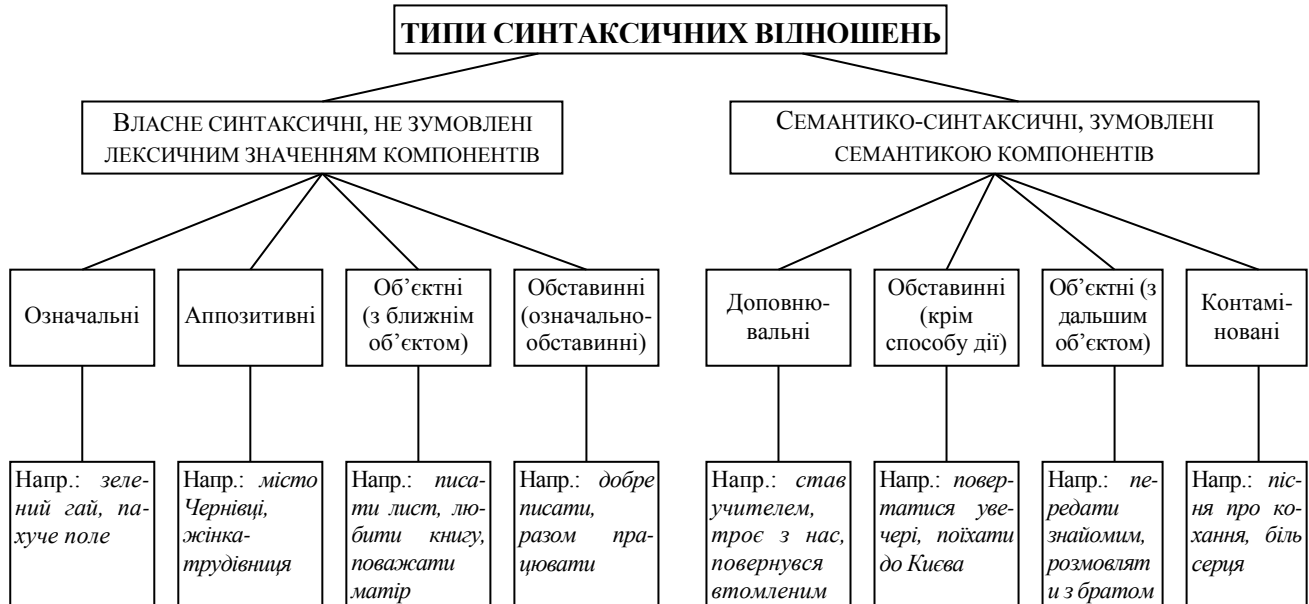 ТИПИ СИНТАКСИЧНИХ ВІДНОШЕНЬ
ВЛАСНЕ СИНТАКСИЧНІ, НЕ ЗУМОВЛЕНІ
ЛЕКСИЧНИМ ЗНАЧЕННЯМ КОМПОНЕНТІВ
СЕМАНТИКО-СИНТАКСИЧНІ, ЗУМОВЛЕНІ
СЕМАНТИКОЮ КОМПОНЕНТІВ
Означальні
Аппозитивні
Об’єктні
(з ближнім
об’єктом)
Обставинні
(означально-
обставинні)
Доповню-
вальні
Обставинні
(крім
способу дії)
Об’єктні (з
дальшим
об’єктом)
Контамі-
новані
Напр.: зеле-
ний гай, па-
хуче поле
Напр.: місто
Чернівці,
жінка-
трудівниця
Напр.: писа-
ти лист, лю-
бити книгу,
поважати
матір
Напр.: добре
писати,
разом пра-
цювати
Напр.: став
учителем,
троє з нас,
повернувся
втомленим
Напр.: повер-
татися уве-
чері, поїхати
до Києва
Напр.: пе-
редати
знайомим,
розмовлят
и з братом
Напр.: піс-
ня про ко-
хання, біль
серця